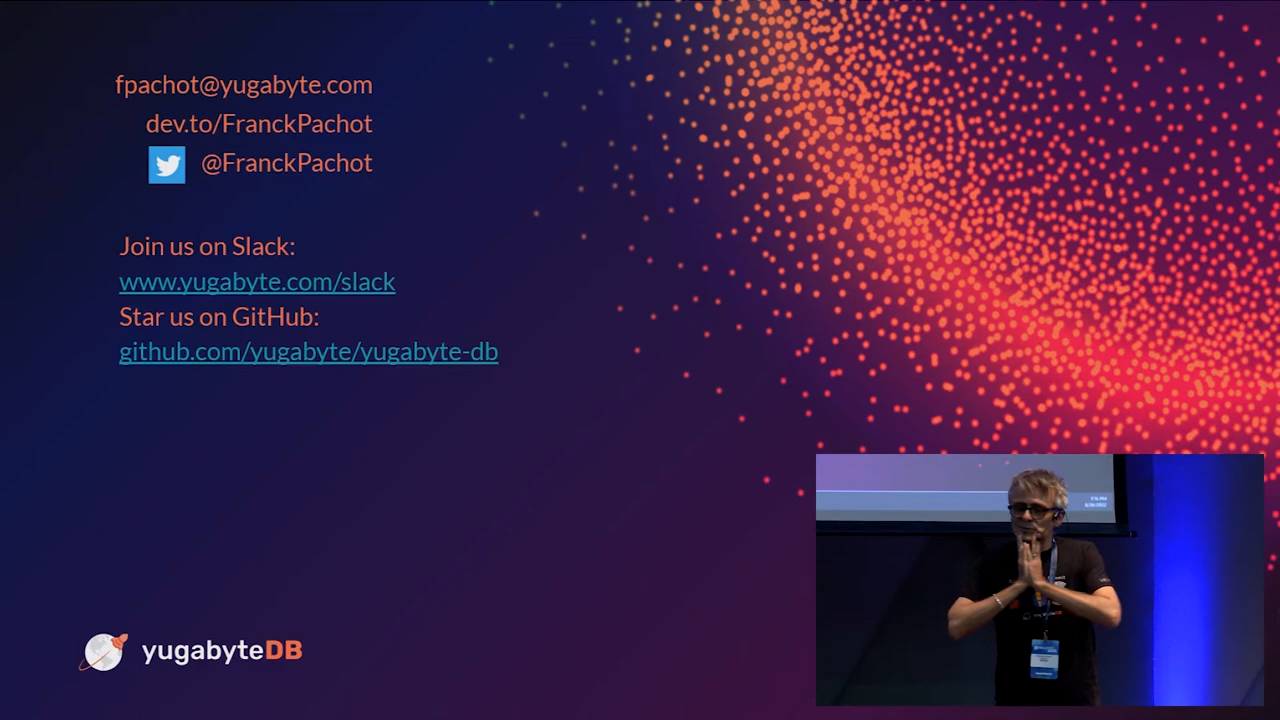 fpachot@yugabyte.com
dev.to/FranckPachot
@FranckPachot
Join us on Slack:
www.yugabyte.com/slack
Star us on GitHub:
github.com/yugabyte/yugabyte-db
yugabyteDB